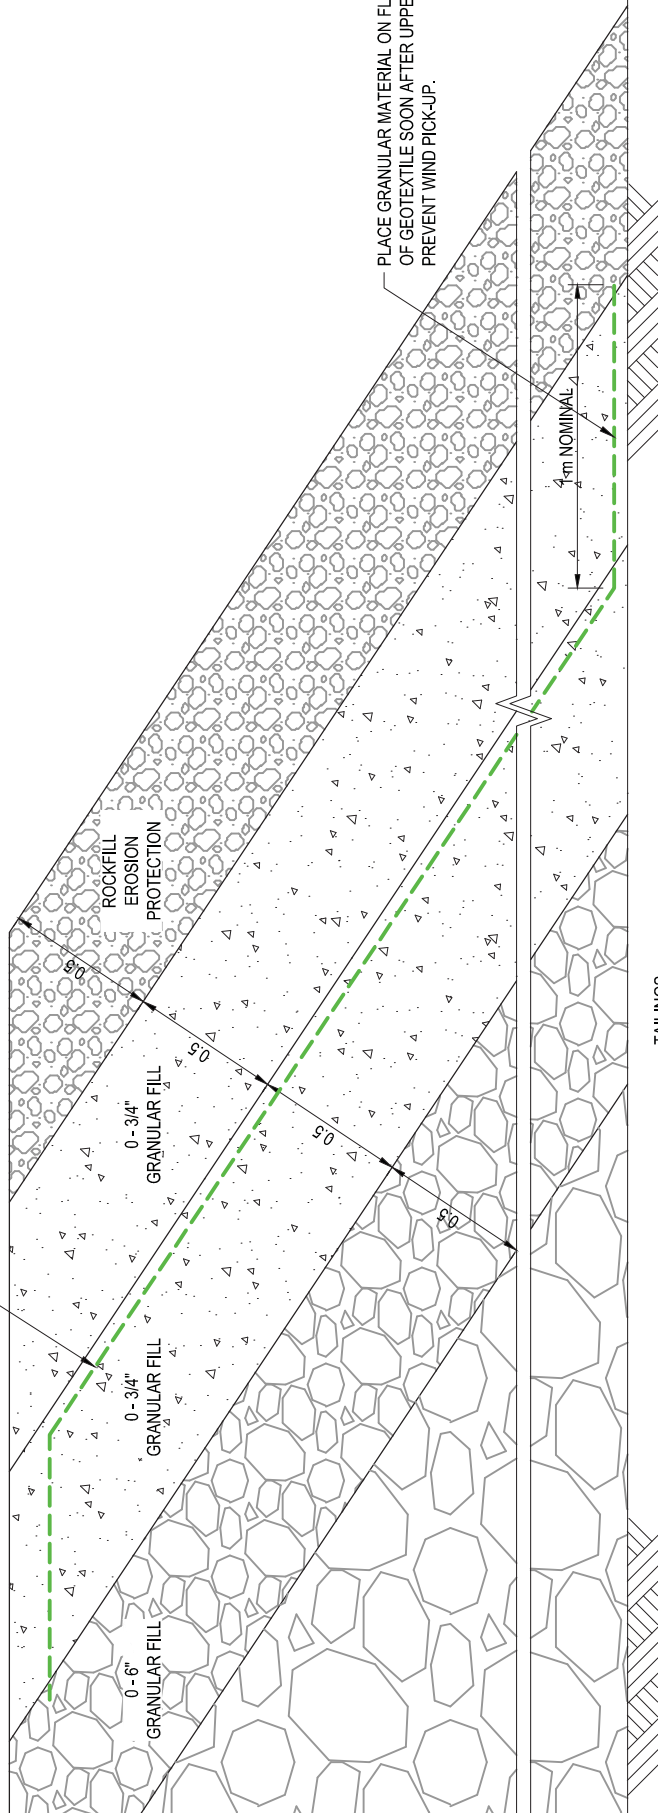 PLACE GRANULAR MATERIAL ON FL
OF GEOTEXTILE SOON AFTER UPPE
PREVENT WIND PICK-UP.
1 m NOMINAL
ROCKFILL
EROSION
PROTECTION
0.5
0.5
0.5
0.5
0 - 3/4"
GRANULAR FILL
0 - 3/4"
GRANULAR FILL
*
0 - 6"
GRANULAR FILL
TAILINGS